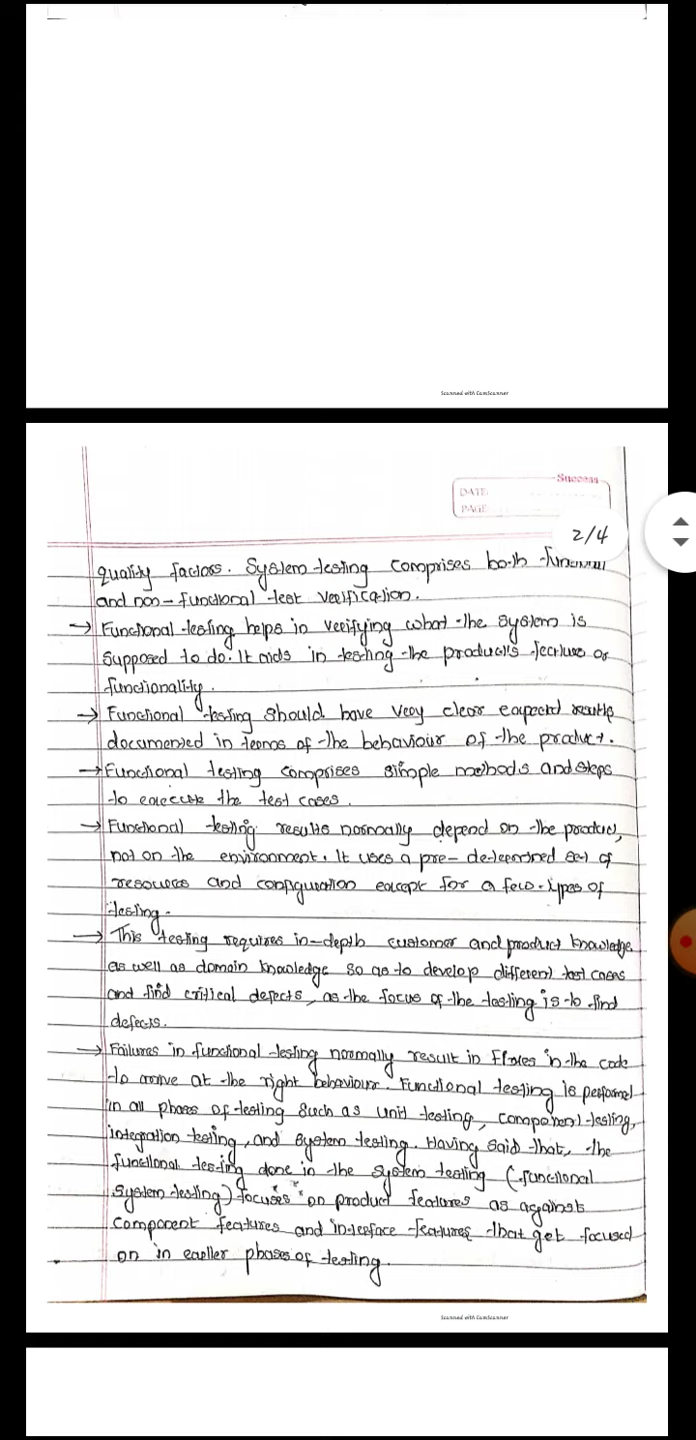 Scanned with CamScanner
Success
DATE:
PAGE:
2/4
quality factors. System testing comprises both
and non-functional test verification.
→ Functional testing helps in verifying what the system is
supposed to do. It aids in testing the product's feature or
functionality.
→ Functional testing should have very clear expected results
documented in terms of the behaviour of the product.
→ Functional testing comprises simple methods and steps
to execute the test cases.
→ Functional testing results normally depend on the product,
not on the environment. It uses a pre-determined set of
resources and configuration except for a few types of
testing.
→ This testing requires in-depth customer and product knowledge
as well as domain knowledge so as to develop different test cases
and find critical defects, as the focus of the testing is to find
defects.
→ Failures in functional testing normally result in in the code
to arrive at the right behaviour. Functional testing is performed
in all phases of testing such as unit testing, component testing,
integration testing, and system testing. Having said that, the
functional testing done in the system testing (functional
system testing) focuses on product features as against
component features and interface features that get focused
on in earlier phases of testing.
Scanned with CamScanner